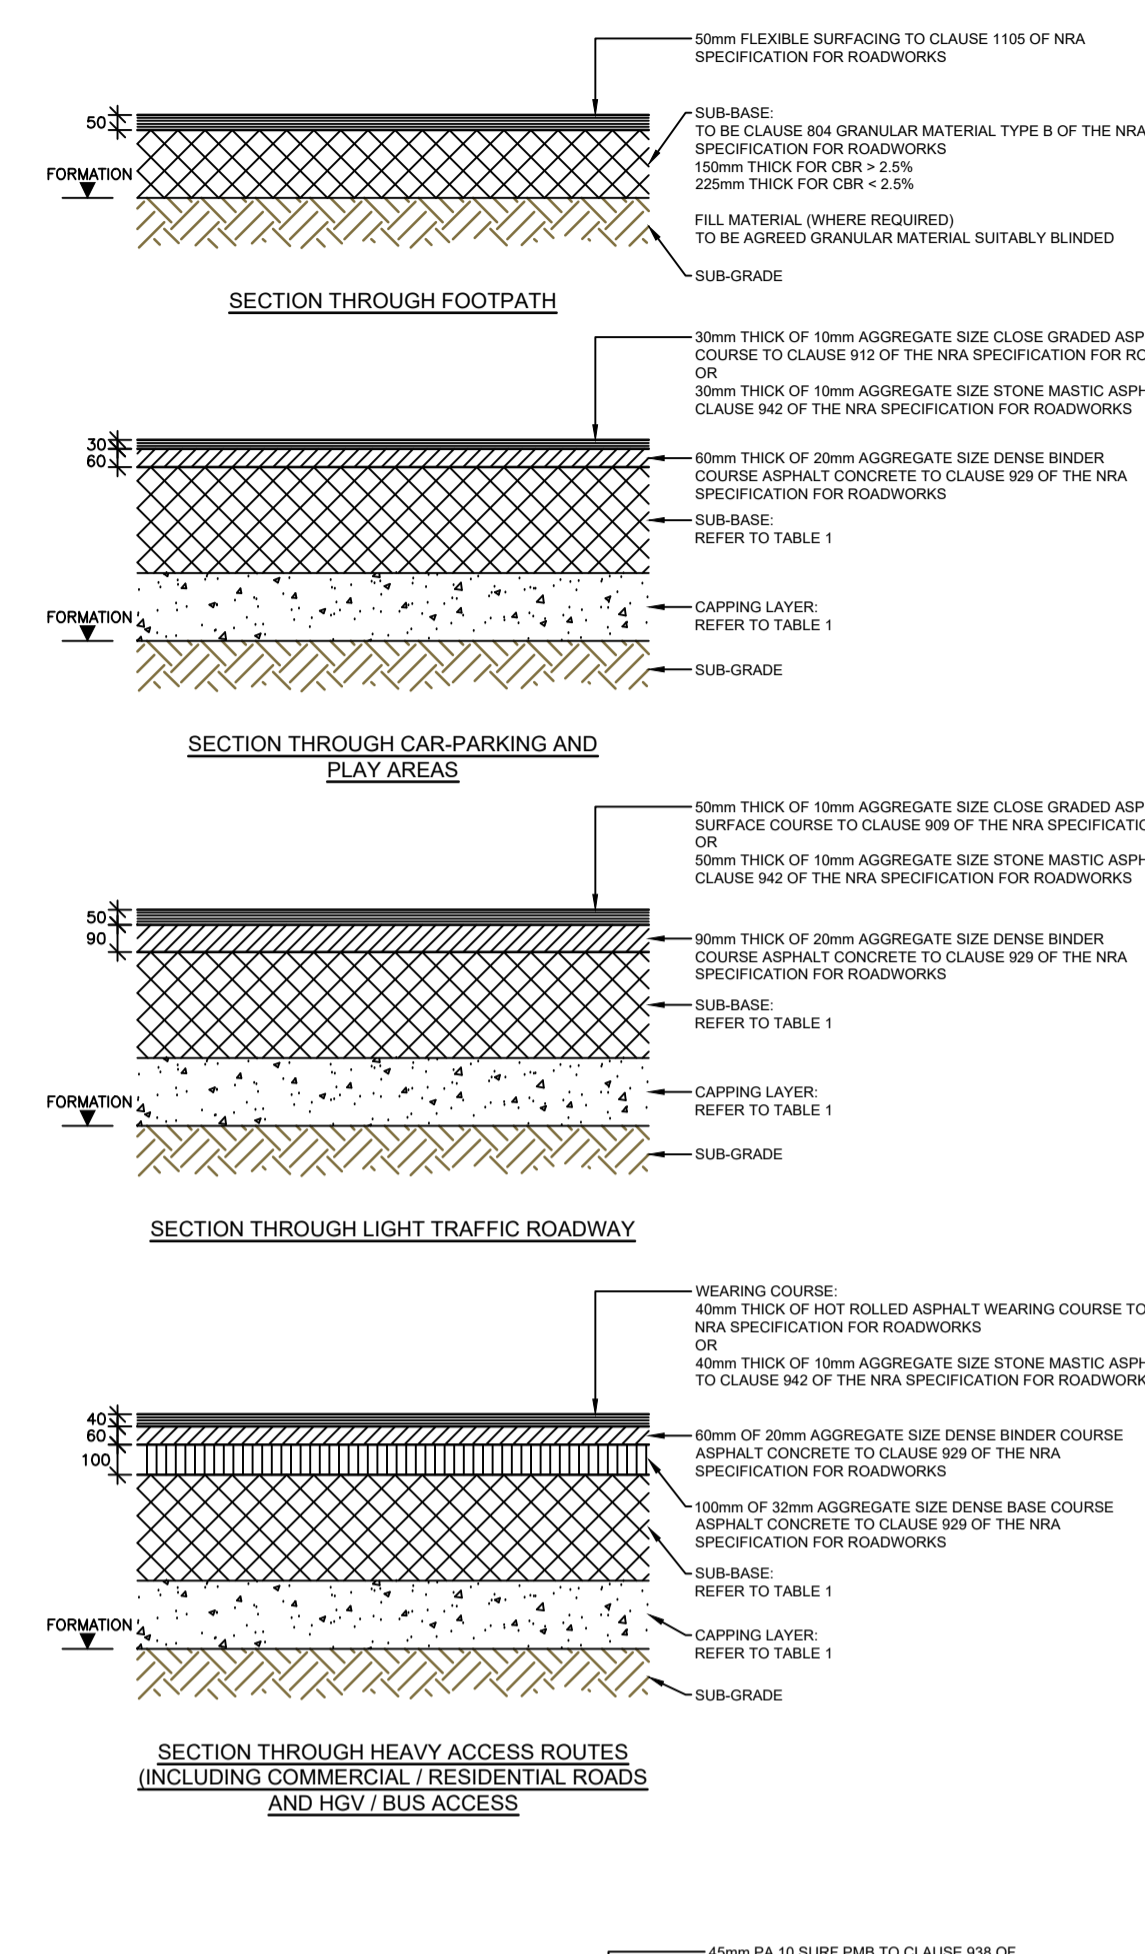 50mm FLEXIBLE SURFACING TO CLAUSE 1105 OF NRA
SPECIFICATION FOR ROADWORKS
50
SUB-BASE:
TO BE CLAUSE 804 GRANULAR MATERIAL TYPE B OF THE NRA
SPECIFICATION FOR ROADWORKS
150mm THICK FOR CBR > 2.5%
225mm THICK FOR CBR < 2.5%
FORMATION
FILL MATERIAL (WHERE REQUIRED)
TO BE AGREED GRANULAR MATERIAL SUITABLY BLINDED
SUB-GRADE
SECTION THROUGH FOOTPATH
30mm THICK OF 10mm AGGREGATE SIZE CLOSE GRADED ASP
COURSE TO CLAUSE 912 OF THE NRA SPECIFICATION FOR RO
OR
30mm THICK OF 10mm AGGREGATE SIZE STONE MASTIC ASPH
CLAUSE 942 OF THE NRA SPECIFICATION FOR ROADWORKS
30
60
60mm THICK OF 20mm AGGREGATE SIZE DENSE BINDER
COURSE ASPHALT CONCRETE TO CLAUSE 929 OF THE NRA
SPECIFICATION FOR ROADWORKS
SUB-BASE:
REFER TO TABLE 1
CAPPING LAYER:
REFER TO TABLE 1
FORMATION
SUB-GRADE
SECTION THROUGH CAR-PARKING AND
PLAY AREAS
50mm THICK OF 10mm AGGREGATE SIZE CLOSE GRADED ASP
SURFACE COURSE TO CLAUSE 909 OF THE NRA SPECIFICATIO
OR
50mm THICK OF 10mm AGGREGATE SIZE STONE MASTIC ASPH
CLAUSE 942 OF THE NRA SPECIFICATION FOR ROADWORKS
50
90
90mm THICK OF 20mm AGGREGATE SIZE DENSE BINDER
COURSE ASPHALT CONCRETE TO CLAUSE 929 OF THE NRA
SPECIFICATION FOR ROADWORKS
SUB-BASE:
REFER TO TABLE 1
CAPPING LAYER:
REFER TO TABLE 1
FORMATION
SUB-GRADE
SECTION THROUGH LIGHT TRAFFIC ROADWAY
WEARING COURSE:
40mm THICK OF HOT ROLLED ASPHALT WEARING COURSE TO
NRA SPECIFICATION FOR ROADWORKS
OR
40mm THICK OF 10mm AGGREGATE SIZE STONE MASTIC ASPH
TO CLAUSE 942 OF THE NRA SPECIFICATION FOR ROADWORK
40
60
100
60mm OF 20mm AGGREGATE SIZE DENSE BINDER COURSE
ASPHALT CONCRETE TO CLAUSE 929 OF THE NRA
SPECIFICATION FOR ROADWORKS
100mm OF 32mm AGGREGATE SIZE DENSE BASE COURSE
ASPHALT CONCRETE TO CLAUSE 929 OF THE NRA
SPECIFICATION FOR ROADWORKS
SUB-BASE:
REFER TO TABLE 1
FORMATION
CAPPING LAYER:
REFER TO TABLE 1
SUB-GRADE
SECTION THROUGH HEAVY ACCESS ROUTES
(INCLUDING COMMERCIAL / RESIDENTIAL ROADS
AND HGV / BUS ACCESS
45mm PA 10 SURF PMB TO CLAUSE 938 OF